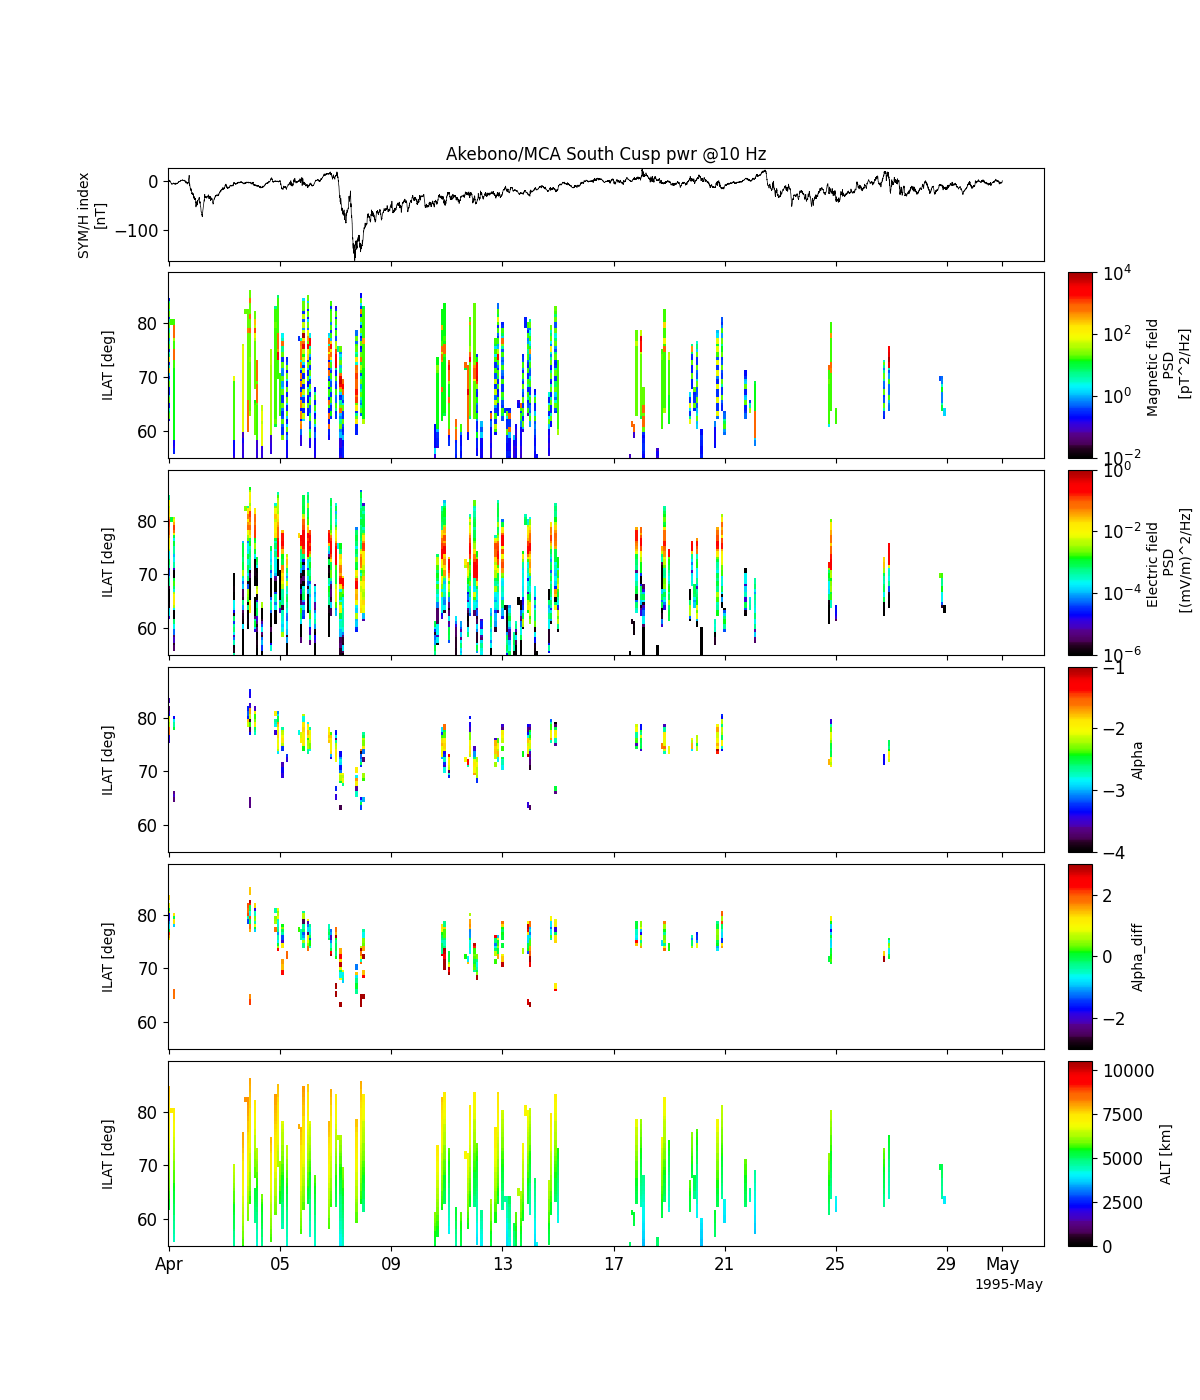 Akebono/MCA South Cusp pwr @10 Hz
SYM/H index
[nT]
0
−100
ILAT [deg]
80
70
60
10^4
10^2
10^0
10^−2
Magnetic field
PSD
[pT^2/Hz]
ILAT [deg]
80
70
60
10^0
10^−2
10^−4
10^−6
Electric field
PSD
[(mV/m)^2/Hz]
ILAT [deg]
80
70
60
−1
−2
−3
−4
Alpha
ILAT [deg]
80
70
60
2
0
−2
Alpha_diff
ILAT [deg]
80
70
60
10000
7500
5000
2500
0
ALT [km]
Apr 05 09 13 17 21 25 29 May
1995-May